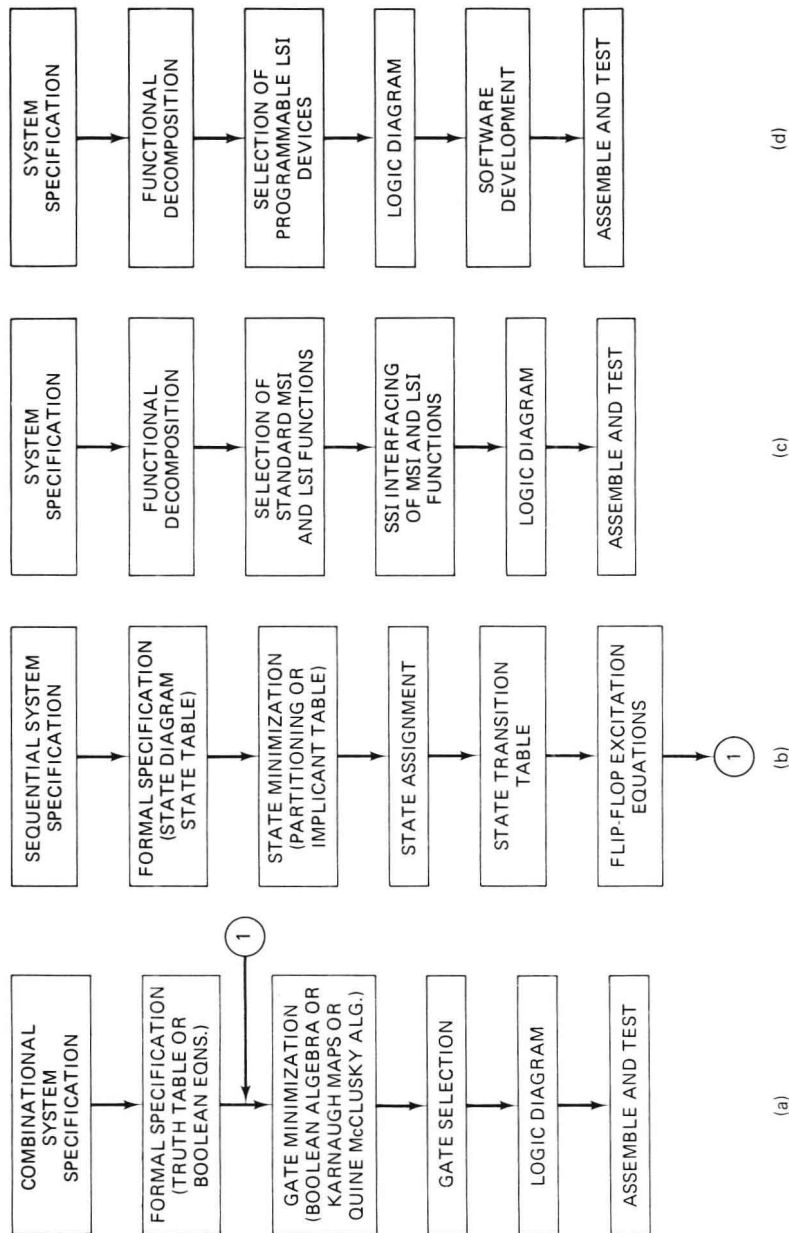 COMBINATIONAL
SYSTEM
SPECIFICATION
FORMAL SPECIFICATION
(TRUTH TABLE OR
BOOLEAN EQNS.)
1
GATE MINIMIZATION
(BOOLEAN ALGEBRA OR
KARNAUGH MAPS OR
QUINE McCLUSKY ALG.)
GATE SELECTION
LOGIC DIAGRAM
ASSEMBLE AND TEST
(a)
SEQUENTIAL SYSTEM
SPECIFICATION
FORMAL SPECIFICATION
(STATE DIAGRAM
STATE TABLE)
STATE MINIMIZATION
(PARTITIONING OR
IMPLICANT TABLE)
STATE ASSIGNMENT
STATE TRANSITION
TABLE
FLIP-FLOP EXCITATION
EQUATIONS
1
(b)
SYSTEM
SPECIFICATION
FUNCTIONAL
DECOMPOSITION
SELECTION OF
STANDARD MSI
AND LSI FUNCTIONS
SSI INTERFACING
OF MSI AND LSI
FUNCTIONS
LOGIC DIAGRAM
ASSEMBLE AND TEST
(c)
SYSTEM
SPECIFICATION
FUNCTIONAL
DECOMPOSITION
SELECTION OF
PROGRAMMABLE LSI
DEVICES
LOGIC DIAGRAM
SOFTWARE
DEVELOPMENT
ASSEMBLE AND TEST
(d)